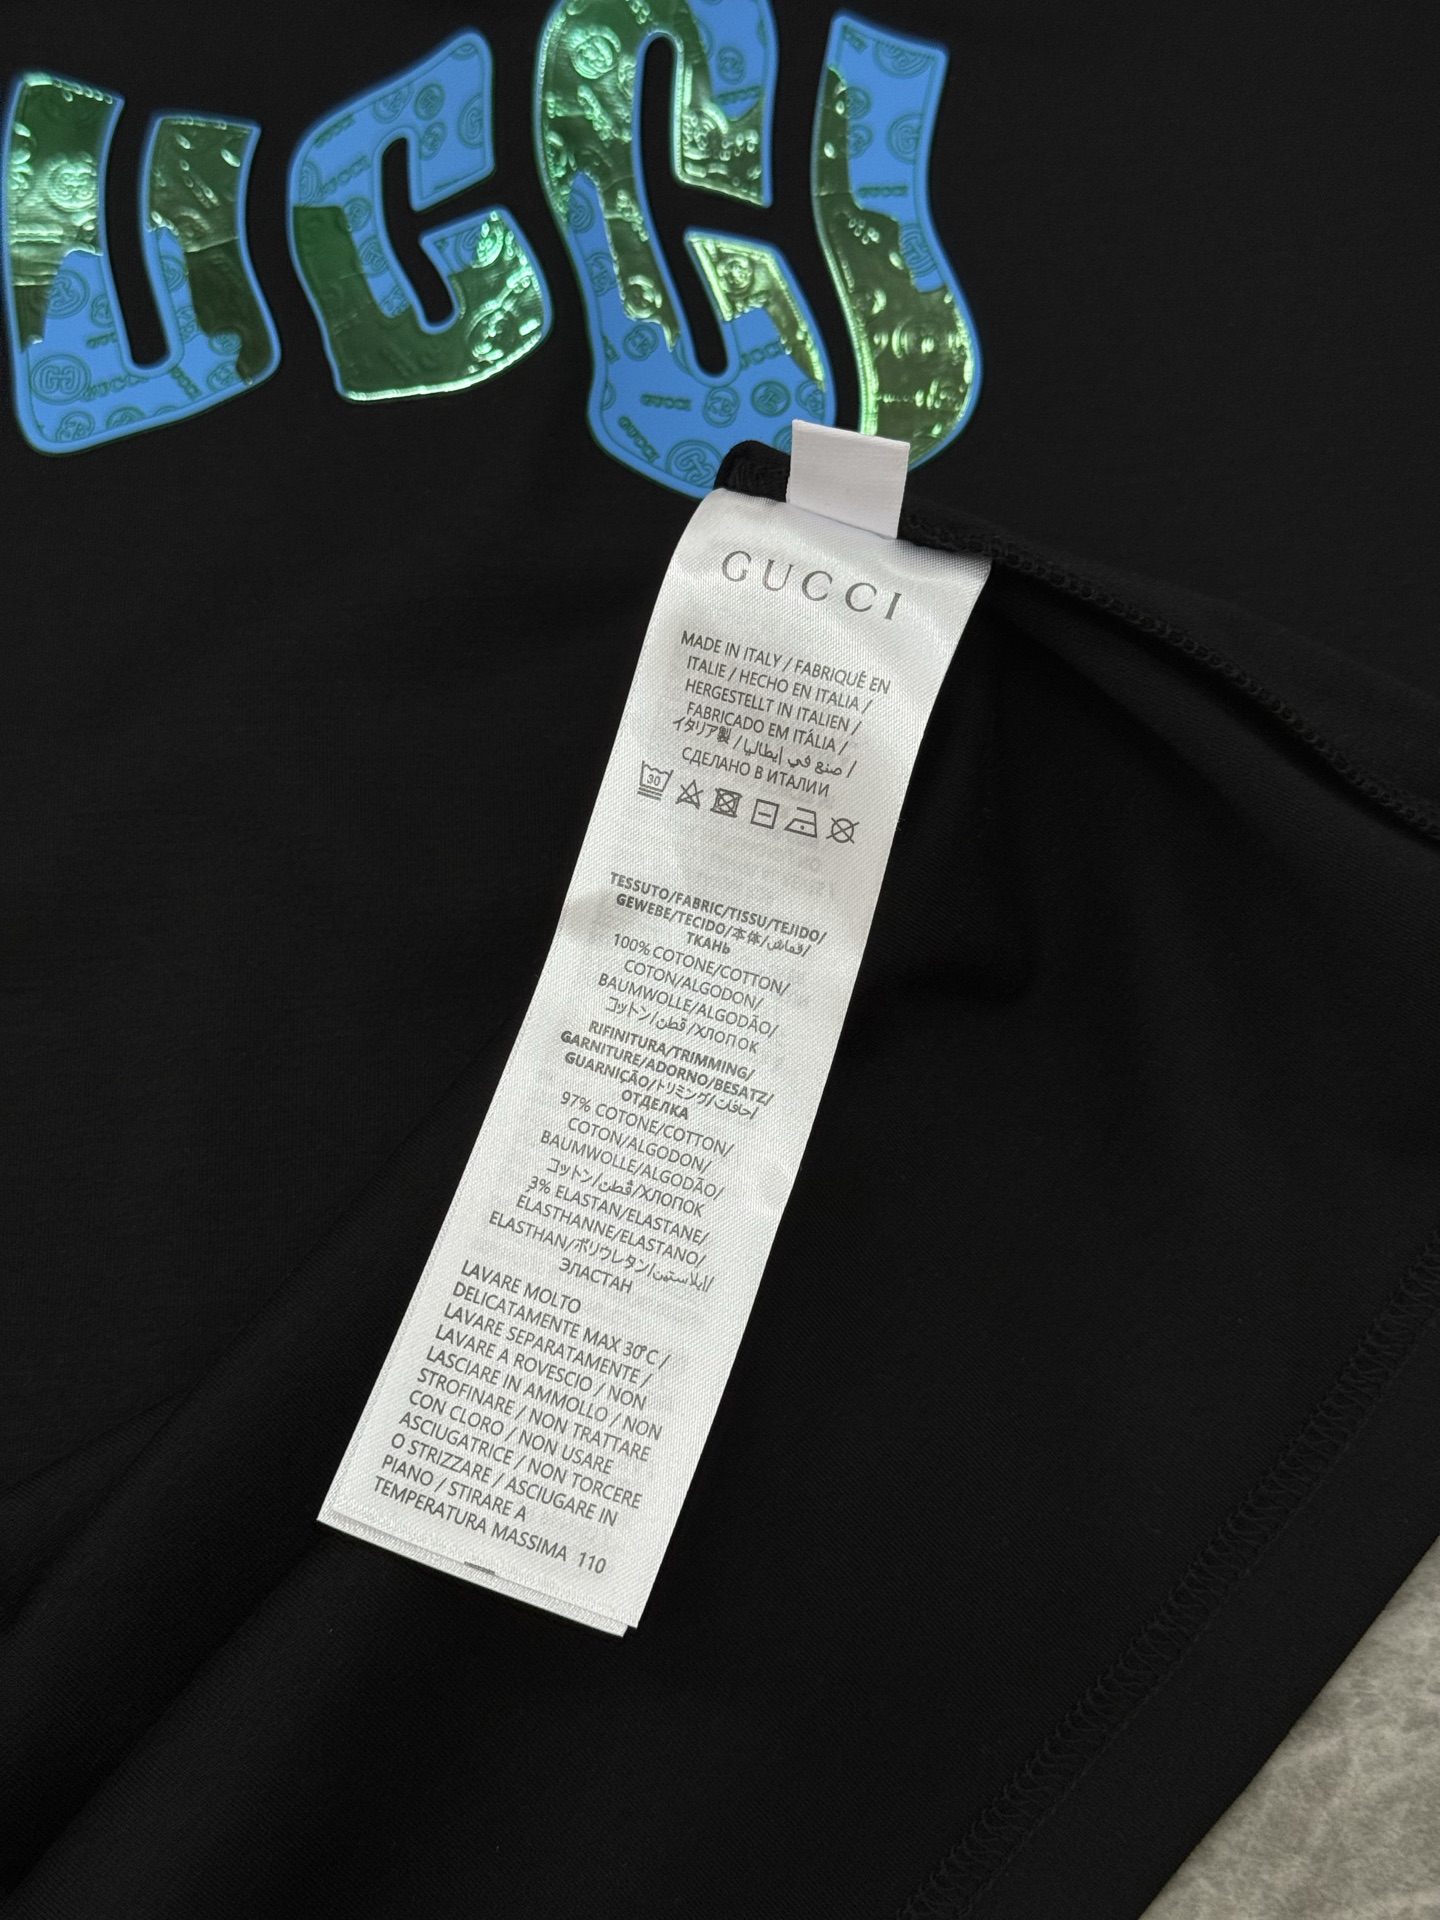 UCCI
GUCCI
MADE IN ITALY / FABRIQUÉ EN
ITALIE / HECHO EN ITALIA /
HERGESTELLT IN ITALIEN /
FABRICADO EM ITÁLIA /
イタリア製 / صنع في إيطاليا /
СДЕЛАНО В ИТАЛИИ
30
TESSUTO/FABRIC/TISSU/TEJIDO/
GEWEBE/TECIDO/本体/قماش/
ТКАНЬ
100% COTONE/COTTON/
COTON/ALGODON/
BAUMWOLLE/ALGODÃO/
コットン/قطن/ХЛОПОК
RIFINITURA/TRIMMING/
GARNITURE/ADORNO/BESATZ/
GUARNIÇÃO/トリミング/حافات/
ОТДЕЛКА
97% COTONE/COTTON/
COTON/ALGODON/
BAUMWOLLE/ALGODÃO/
コットン/قطن/ХЛОПОК
3% ELASTAN/ELASTANE/
ELASTHANNE/ELASTANO/
ELASTHAN/ポリウレタン/إيلاستين/
ЭЛАСТАН
LAVARE MOLTO
DELICATAMENTE MAX 30°C /
LAVARE SEPARATAMENTE /
LAVARE A ROVESCIO / NON
LASCIARE IN AMMOLLO / NON
STROFINARE / NON TRATTARE
CON CLORO / NON USARE
ASCIUGATRICE / NON TORCERE
O STRIZZARE / ASCIUGARE IN
PIANO / STIRARE A
TEMPERATURA MASSIMA 110